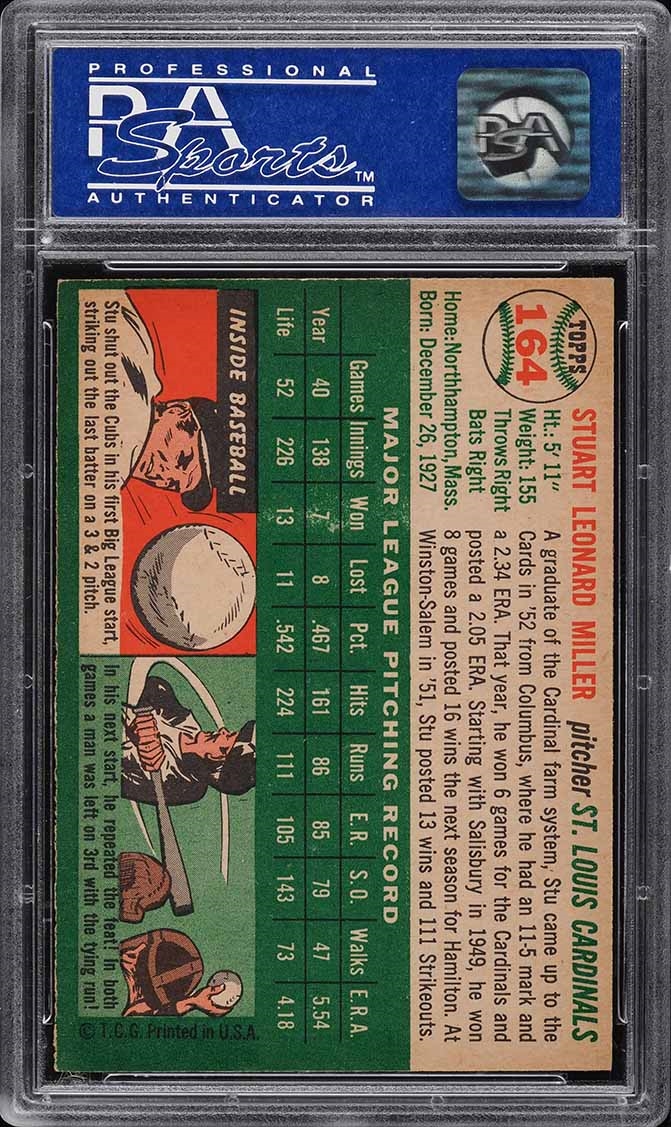 PROFESSIONAL
PSA
Sports™
AUTHENTICATOR
PSA
TOPPS
164
STUART LEONARD MILLER pitcher ST. LOUIS CARDINALS
Ht.: 5' 11"
Weight: 155
Throws Right
Bats Right
Home: Northhampton, Mass.
Born: December 26, 1927
A graduate of the Cardinal farm system, Stu came up to the
Cards in '52 from Columbus, where he had an 11-5 mark and
a 2.34 ERA. That year, he won 6 games for the Cardinals and
posted a 2.05 ERA. Starting with Salisbury in 1949, he won
8 games and posted 16 wins the next season for Hamilton. At
Winston-Salem in '51, Stu posted 13 wins and 111 Strikeouts.
MAJOR LEAGUE PITCHING RECORD
Games Innings Won Lost Pct. Hits Runs E.R. S.O. Walks E.R.A.
Year 40 138 7 8 .467 161 86 85 79 47 5.54
Life 52 226 13 11 .542 224 111 105 143 73 4.18
INSIDE BASEBALL
Stu shut out the Cubs in his first Big League start,
striking out the last batter on a 3 & 2 pitch.
In his next start, he repeated the feat! In both
games a man was left on 3rd with the tying run!
© T.C.G. Printed in U.S.A.